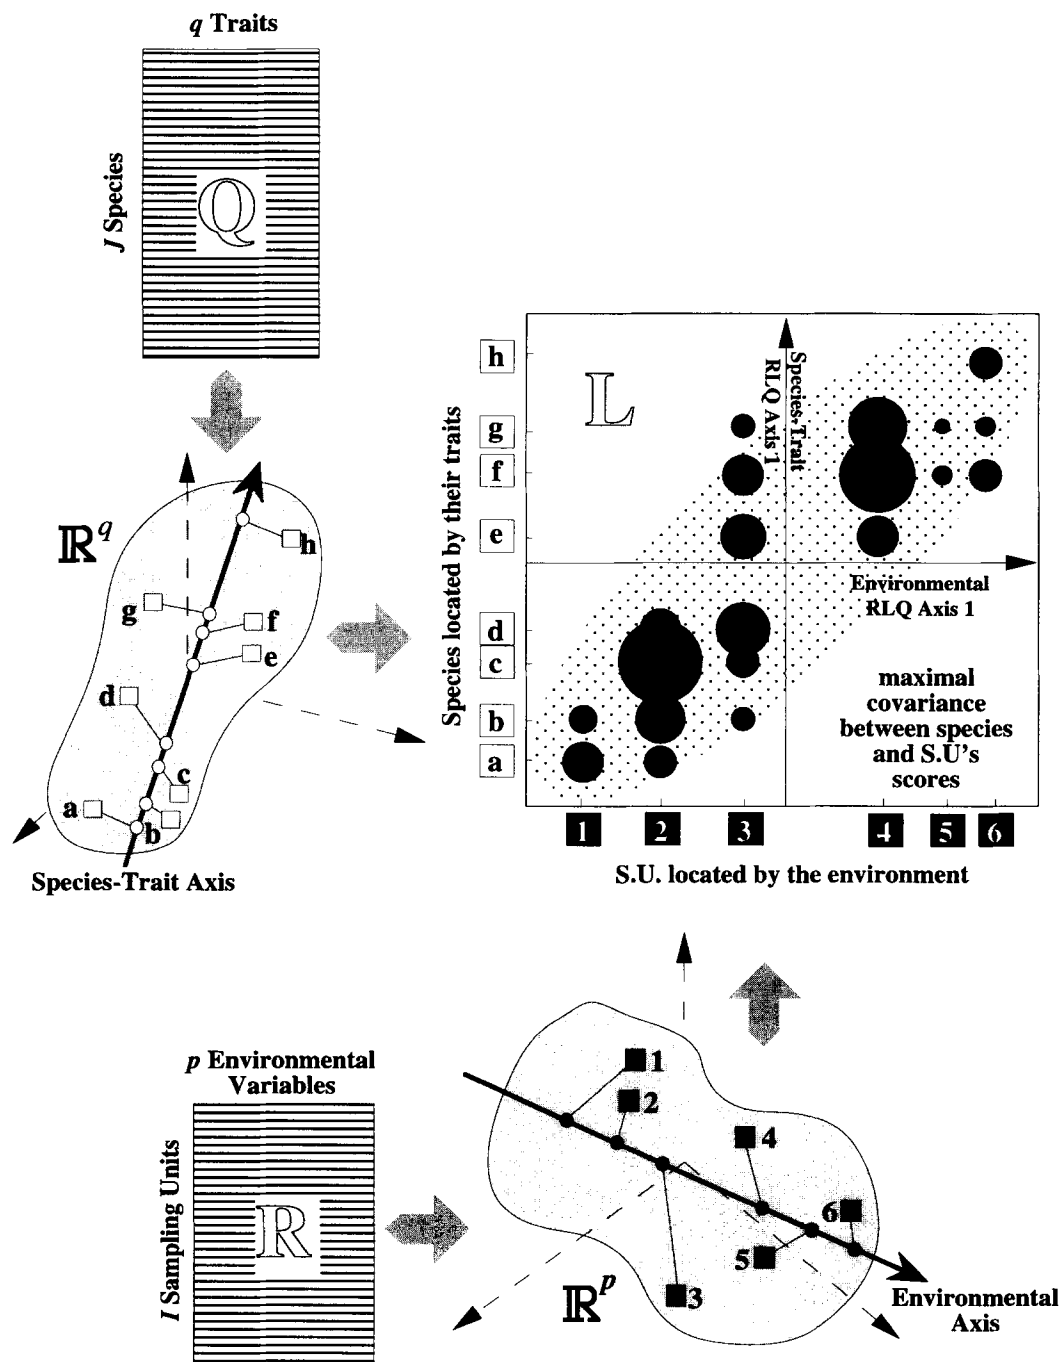 q Traits
J Species
Q
ℝ^q
h
g
f
e
d
c
a
b
Species-Trait Axis
L
Species-Trait
RLQ Axis 1
Species located by their traits
h
g
f
e
d
c
b
a
Environmental
RLQ Axis 1
maximal
covariance
between species
and S.U's
scores
1 2 3 4 5 6
S.U. located by the environment
p Environmental
Variables
I Sampling Units
R
1
2
4
6
5
3
ℝ^p
Environmental
Axis